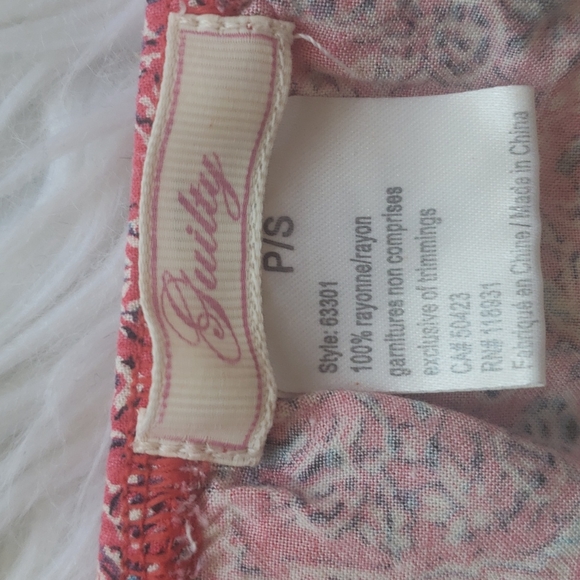 Guilty
P/S
Style: 63301
100% rayonne/rayon
garnitures non comprises
exclusive of trimmings
CA# 50423
RN# 118931
Fabriqué en Chine / Made in China